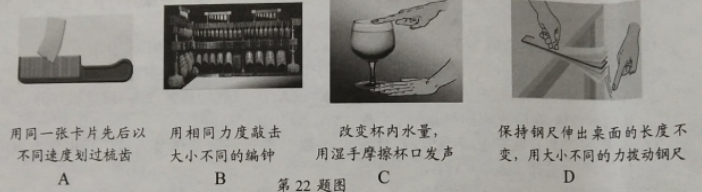 用同一张卡片先后以
不同速度划过梳齿
A
用相同力度敲击
大小不同的编钟
B
改变杯内水量，
用湿手摩擦杯口发声
C
保持钢尺伸出桌面的长度不
变，用大小不同的力拨动钢尺
D
第 22 题图